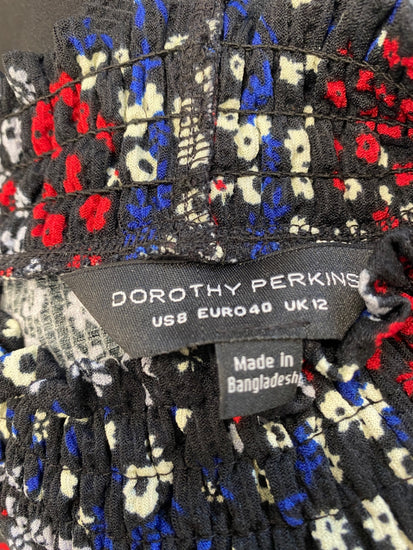 DOROTHY PERKINS
US8 EURO40 UK12
Made in
Bangladesh